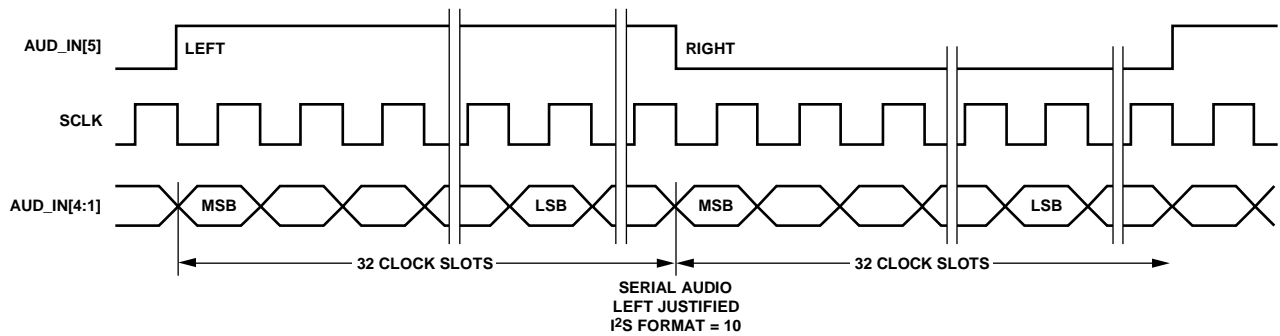 AUD_IN[5]
LEFT
RIGHT
SCLK
AUD_IN[4:1]
MSB
LSB
MSB
LSB
32 CLOCK SLOTS
32 CLOCK SLOTS
SERIAL AUDIO
LEFT JUSTIFIED
I²S FORMAT = 10